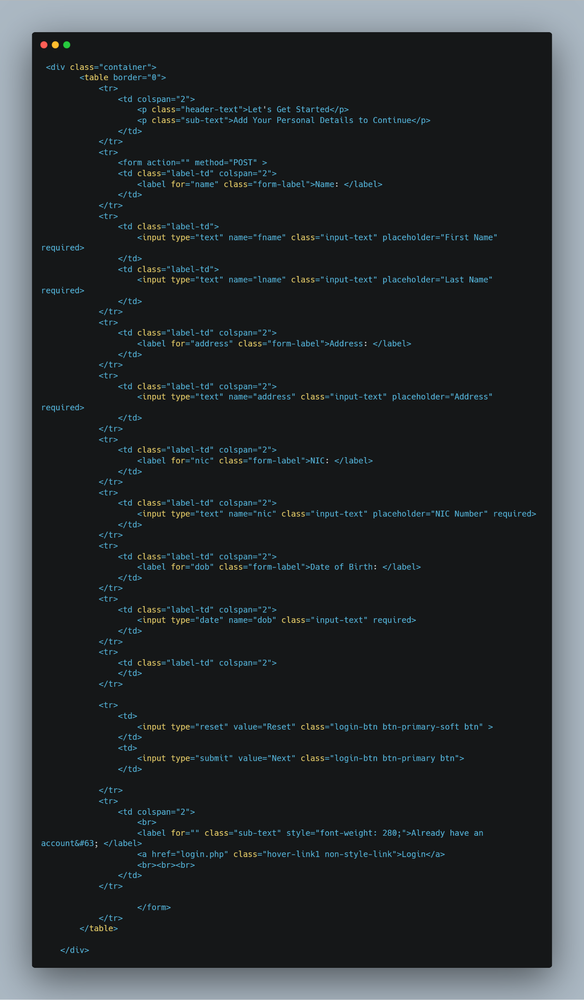 <div class="container">
<table border="0">
<tr>
<td colspan="2">
<p class="header-text">Let's Get Started</p>
<p class="sub-text">Add Your Personal Details to Continue</p>
</td>
</tr>
<tr>
<form action="" method="POST" >
<td class="label-td" colspan="2">
<label for="name" class="form-label">Name: </label>
</td>
</tr>
<tr>
<td class="label-td">
<input type="text" name="fname" class="input-text" placeholder="First Name"
required>
</td>
<td class="label-td">
<input type="text" name="lname" class="input-text" placeholder="Last Name"
required>
</td>
</tr>
<tr>
<td class="label-td" colspan="2">
<label for="address" class="form-label">Address: </label>
</td>
</tr>
<tr>
<td class="label-td" colspan="2">
<input type="text" name="address" class="input-text" placeholder="Address"
required>
</td>
</tr>
<tr>
<td class="label-td" colspan="2">
<label for="nic" class="form-label">NIC: </label>
</td>
</tr>
<tr>
<td class="label-td" colspan="2">
<input type="text" name="nic" class="input-text" placeholder="NIC Number" required>
</td>
</tr>
<tr>
<td class="label-td" colspan="2">
<label for="dob" class="form-label">Date of Birth: </label>
</td>
</tr>
<tr>
<td class="label-td" colspan="2">
<input type="date" name="dob" class="input-text" required>
</td>
</tr>
<tr>
<td class="label-td" colspan="2">
</td>
</tr>
<tr>
<td>
<input type="reset" value="Reset" class="login-btn btn-primary-soft btn" >
</td>
<td>
<input type="submit" value="Next" class="login-btn btn-primary btn">
</td>
</tr>
<tr>
<td colspan="2">
<br>
<label for="" class="sub-text" style="font-weight: 280;">Already have an
account&#63; </label>
<a href="login.php" class="hover-link1 non-style-link">Login</a>
<br><br><br>
</td>
</tr>
</form>
</tr>
</table>
</div>